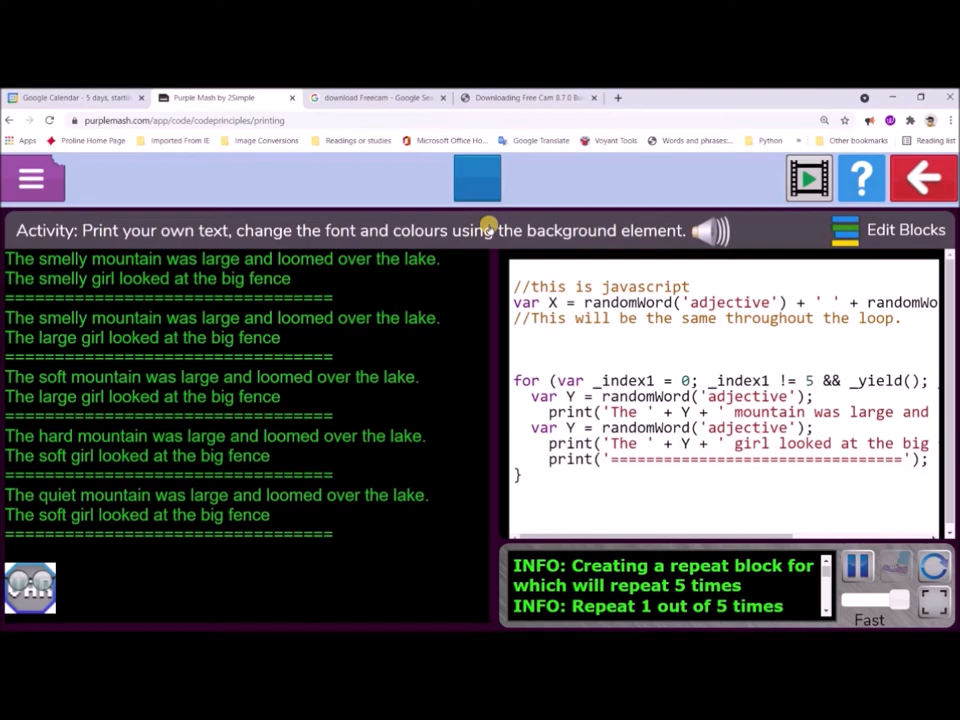 Google Calendar - 5 days, startin
Purple Mash by 2Simple
download Freecam - Google Sea
Downloading Free Cam 8.7.0 Bu
purplemash.com/app/code/codeprinciples/printing
Apps
Proline Home Page
Imported From IE
Image Conversions
Readings or studies
Microsoft Office Ho...
Google Translate
Voyant Tools
Words and phrases:...
Python
»
Other bookmarks
Reading list
Activity: Print your own text, change the font and colours using the background element.
Edit Blocks
The smelly mountain was large and loomed over the lake.
The smelly girl looked at the big fence
=================================
The smelly mountain was large and loomed over the lake.
The large girl looked at the big fence
=================================
The soft mountain was large and loomed over the lake.
The large girl looked at the big fence
=================================
The hard mountain was large and loomed over the lake.
The soft girl looked at the big fence
=================================
The quiet mountain was large and loomed over the lake.
The soft girl looked at the big fence
=================================
VAR
//this is javascript
var X = randomWord('adjective') + ' ' + randomWo
//This will be the same throughout the loop.
for (var _index1 = 0; _index1 != 5 && _yield();
var Y = randomWord('adjective');
print('The ' + Y + ' mountain was large and
var Y = randomWord('adjective');
print('The ' + Y + ' girl looked at the big
print('=================================');
}
INFO: Creating a repeat block for
which will repeat 5 times
INFO: Repeat 1 out of 5 times
Fast